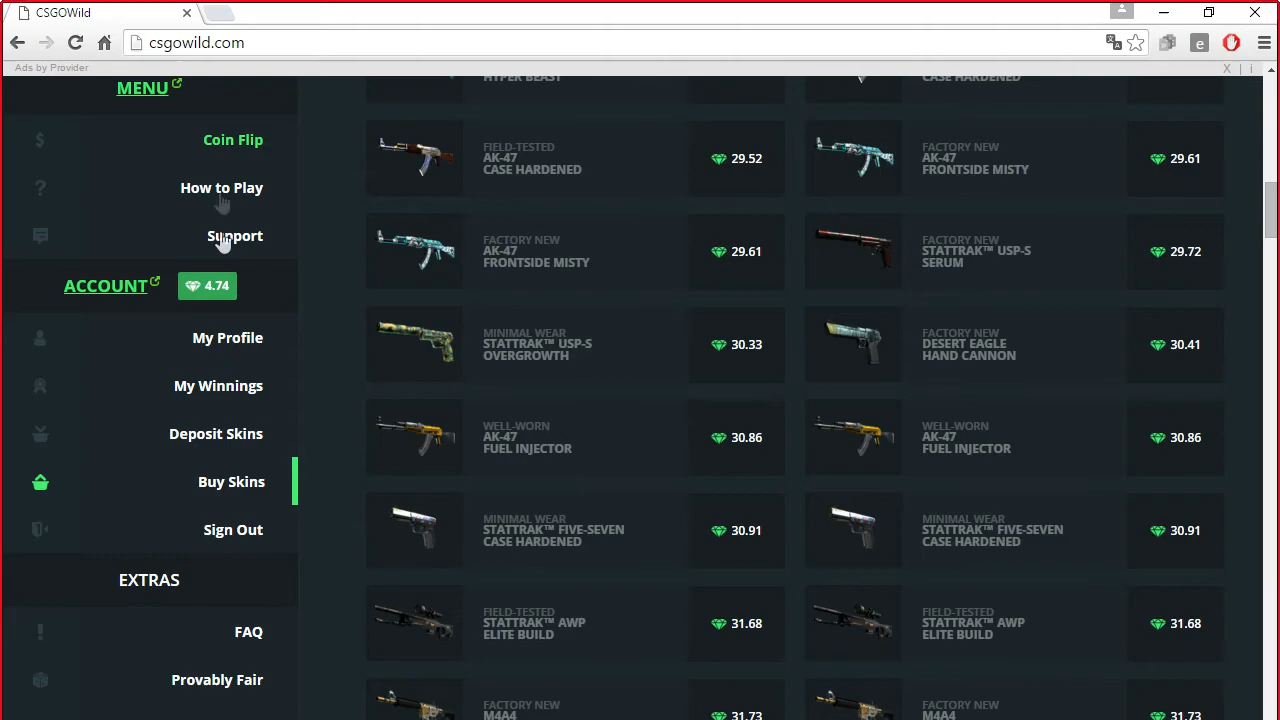 CSGOWild
csgowild.com
Ads by Provider
X | i
MENU
Coin Flip
How to Play
Support
ACCOUNT 4.74
My Profile
My Winnings
Deposit Skins
Buy Skins
Sign Out
EXTRAS
FAQ
Provably Fair
HYPER BEAST
CASE HARDENED
FIELD-TESTED
AK-47
CASE HARDENED
29.52
FACTORY NEW
AK-47
FRONTSIDE MISTY
29.61
FACTORY NEW
AK-47
FRONTSIDE MISTY
29.61
FACTORY NEW
STATTRAK™ USP-S
SERUM
29.72
MINIMAL WEAR
STATTRAK™ USP-S
OVERGROWTH
30.33
FACTORY NEW
DESERT EAGLE
HAND CANNON
30.41
WELL-WORN
AK-47
FUEL INJECTOR
30.86
WELL-WORN
AK-47
FUEL INJECTOR
30.86
MINIMAL WEAR
STATTRAK™ FIVE-SEVEN
CASE HARDENED
30.91
MINIMAL WEAR
STATTRAK™ FIVE-SEVEN
CASE HARDENED
30.91
FIELD-TESTED
STATTRAK™ AWP
ELITE BUILD
31.68
FIELD-TESTED
STATTRAK™ AWP
ELITE BUILD
31.68
FACTORY NEW
M4A4
31.73
FACTORY NEW
M4A4
31.73